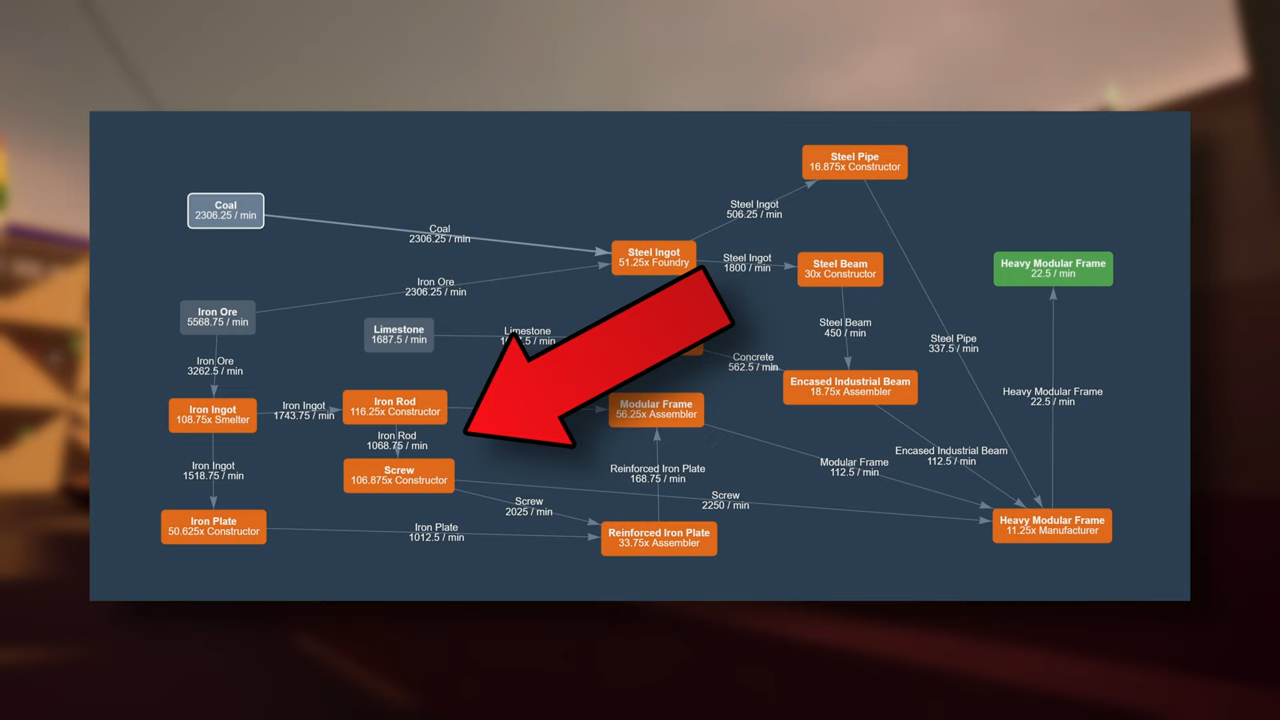 Steel Pipe
16.875x Constructor
Coal
2306.25 / min
Steel Ingot
506.25 / min
Coal
2306.25 / min
Steel Ingot
51.25x Foundry
Steel Ingot
1800 / min
Steel Beam
30x Constructor
Heavy Modular Frame
22.5 / min
Iron Ore
2306.25 / min
Iron Ore
5568.75 / min
Limestone
1687.5 / min
Limestone
Steel Beam
450 / min
Steel Pipe
337.5 / min
Iron Ore
3262.5 / min
Concrete
562.5 / min
Encased Industrial Beam
18.75x Assembler
Heavy Modular Frame
22.5 / min
Iron Ingot
108.75x Smelter
Iron Ingot
1743.75 / min
Iron Rod
116.25x Constructor
Modular Frame
56.25x Assembler
Iron Rod
1068.75 / min
Encased Industrial Beam
112.5 / min
Iron Ingot
1518.75 / min
Screw
106.875x Constructor
Reinforced Iron Plate
168.75 / min
Modular Frame
112.5 / min
Screw
2025 / min
Screw
2250 / min
Iron Plate
50.625x Constructor
Iron Plate
1012.5 / min
Reinforced Iron Plate
33.75x Assembler
Heavy Modular Frame
11.25x Manufacturer